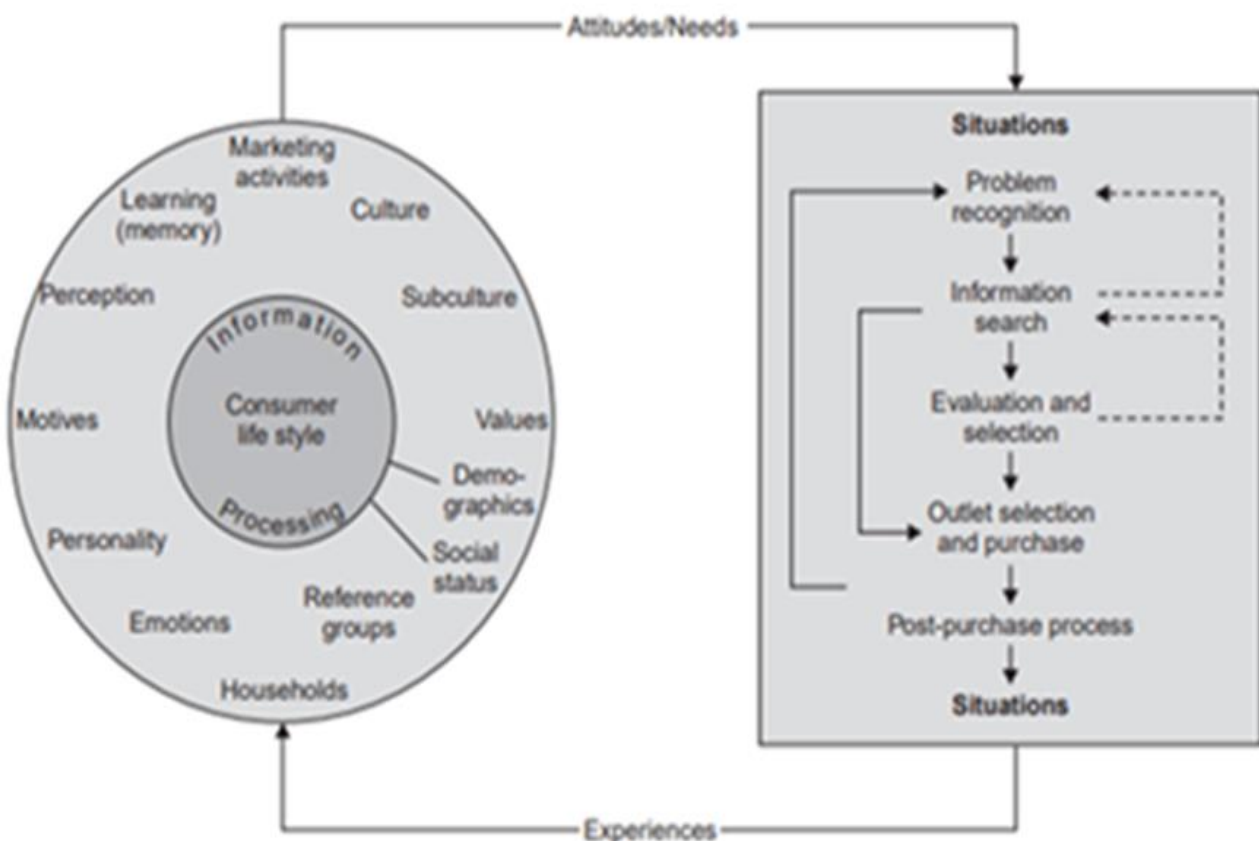 Attitudes/Needs
Marketing
activities
Learning
(memory)
Culture
Perception
Subculture
Information
Consumer
life style
Processing
Motives
Values
Demo-
graphics
Personality
Social
status
Reference
groups
Emotions
Households
Situations
Problem
recognition
Information
search
Evaluation and
selection
Outlet selection
and purchase
Post-purchase process
Situations
Experiences